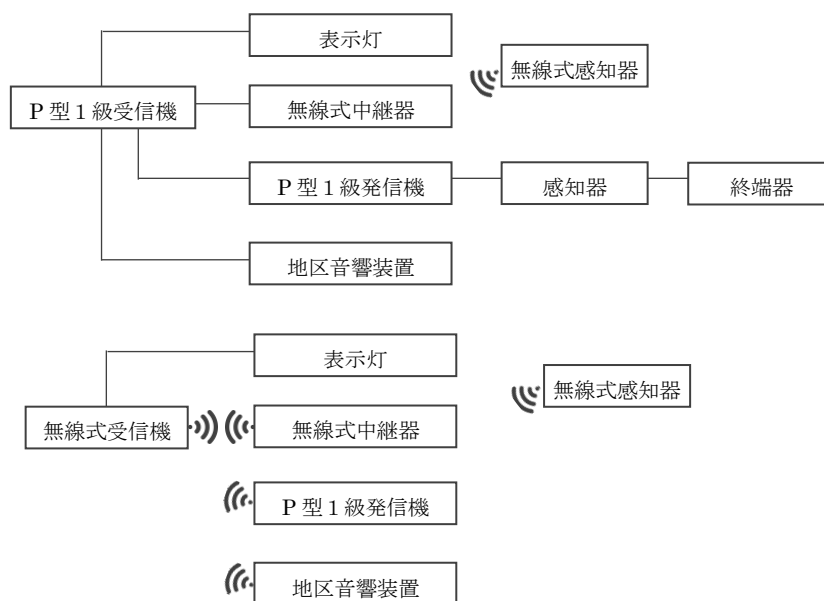 表示灯
無線式感知器
P型1級受信機
無線式中継器
P型1級発信機
感知器
終端器
地区音響装置
表示灯
無線式感知器
無線式受信機
無線式中継器
P型1級発信機
地区音響装置